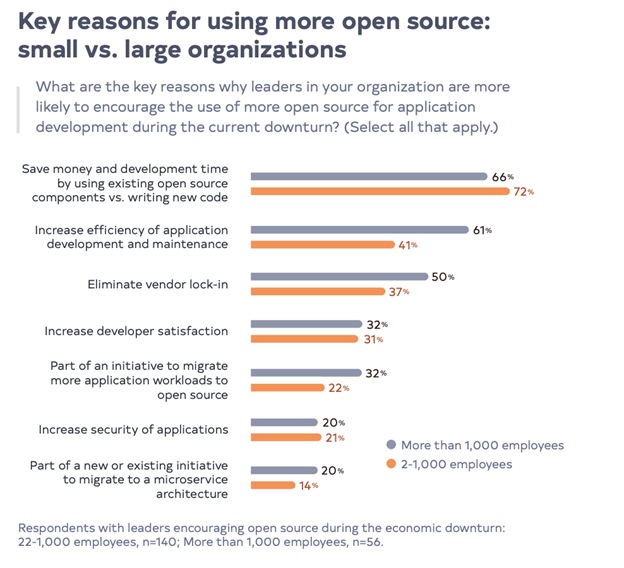 Key reasons for using more open source:
small vs. large organizations
What are the key reasons why leaders in your organization are more
likely to encourage the use of more open source for application
development during the current downturn? (Select all that apply.)
Save money and development time
by using existing open source
components vs. writing new code
66%
72%
Increase efficiency of application
development and maintenance
61%
41%
Eliminate vendor lock-in
50%
37%
Increase developer satisfaction
32%
31%
Part of an initiative to migrate
more application workloads to
open source
32%
22%
Increase security of applications
20%
21%
Part of a new or existing initiative
to migrate to a microservice
architecture
20%
14%
More than 1,000 employees
2-1,000 employees
Respondents with leaders encouraging open source during the economic downturn:
22-1,000 employees, n=140; More than 1,000 employees, n=56.